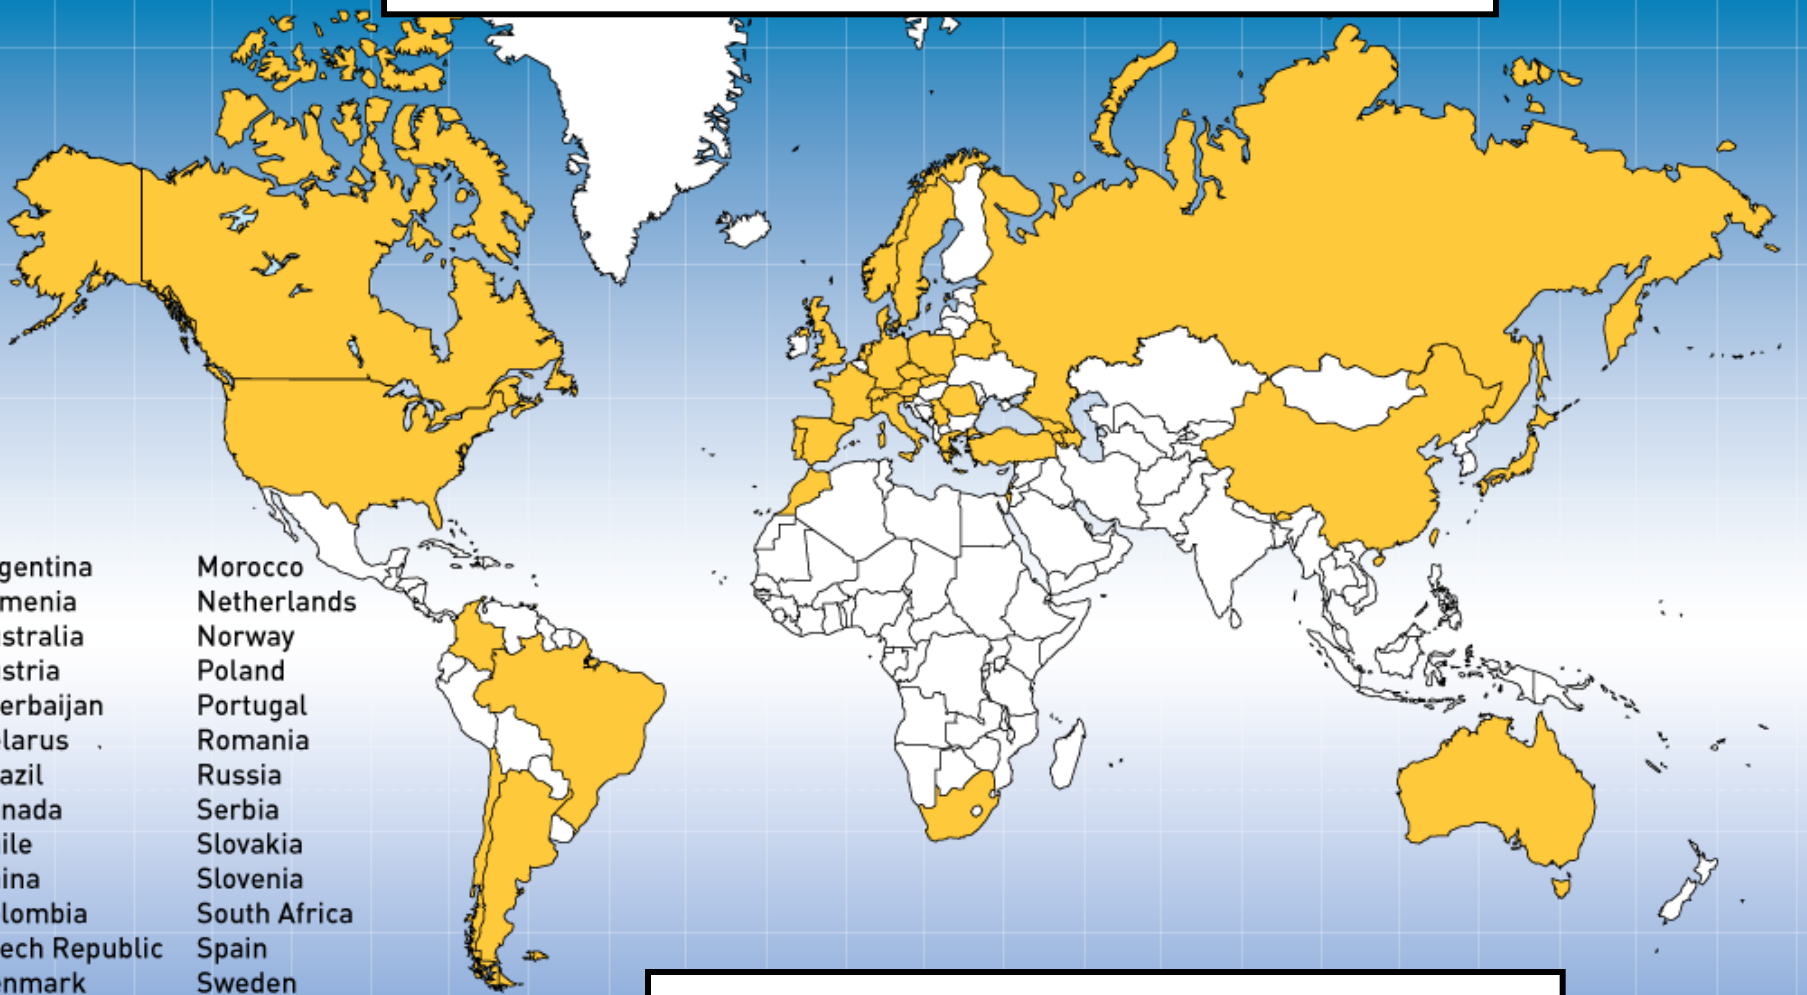 gentina
menia
stralia
stria
erbaijan
larus
azil
nada
ile
ina
lombia
ech Republic
nmark
Morocco
Netherlands
Norway
Poland
Portugal
Romania
Russia
Serbia
Slovakia
Slovenia
South Africa
Spain
Sweden